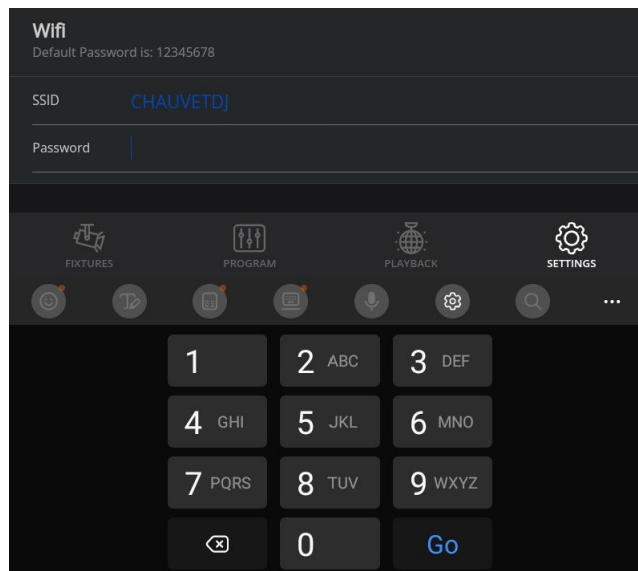 Wifi
Default Password is: 12345678
SSID CHAUVETDJ
Password
FIXTURES PROGRAM PLAYBACK SETTINGS
1 2 ABC 3 DEF
4 GHI 5 JKL 6 MNO
7 PQRS 8 TUV 9 WXYZ
0 Go